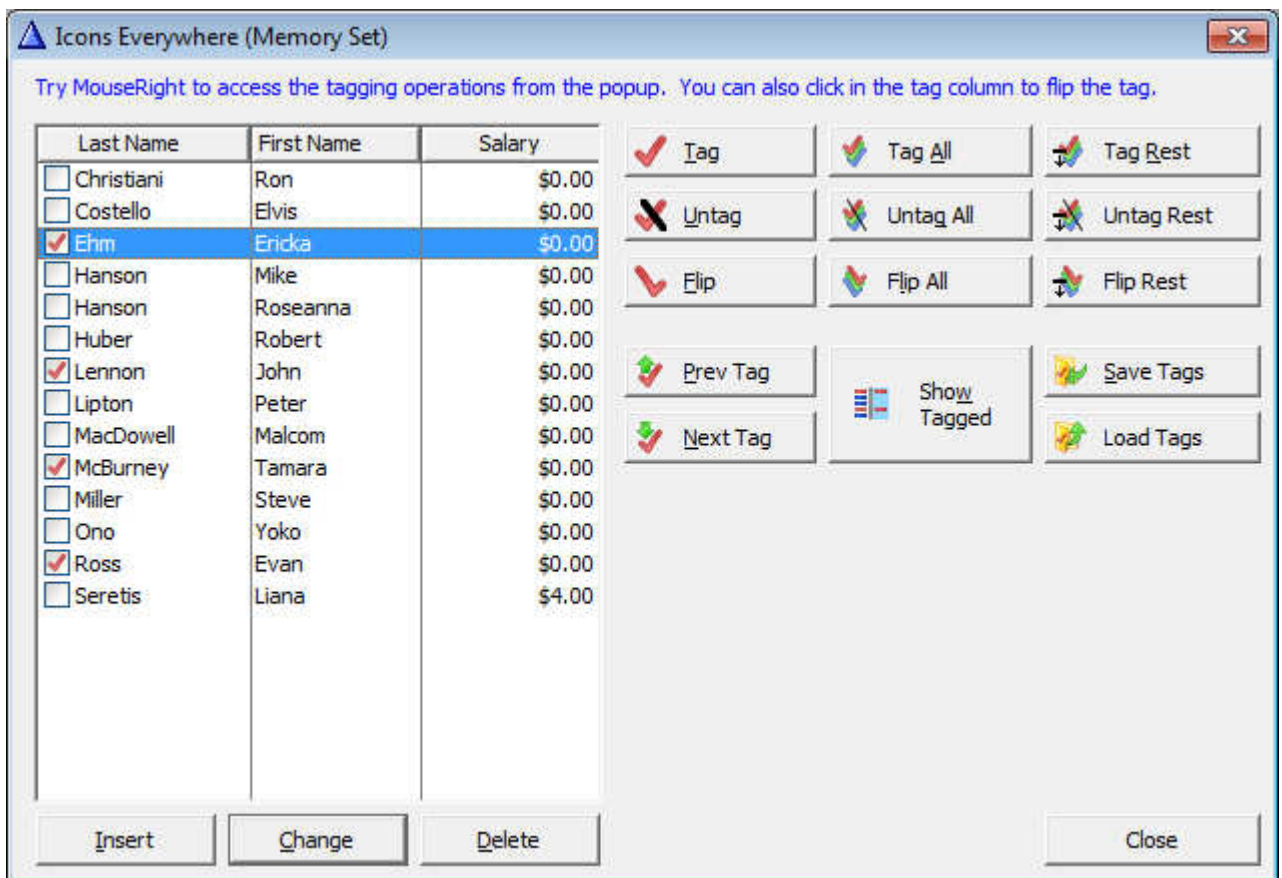 Icons Everywhere (Memory Set)
Try MouseRight to access the tagging operations from the popup. You can also click in the tag column to flip the tag.
Last Name First Name Salary
Christiani Ron $0.00
Costello Elvis $0.00
Ehm Ericka $0.00
Hanson Mike $0.00
Hanson Roseanna $0.00
Huber Robert $0.00
Lennon John $0.00
Lipton Peter $0.00
MacDowell Malcom $0.00
McBurney Tamara $0.00
Miller Steve $0.00
Ono Yoko $0.00
Ross Evan $0.00
Seretis Liana $4.00
Tag Tag All Tag Rest
Untag Untag All Untag Rest
Flip Flip All Flip Rest
Prev Tag
Next Tag
Show
Tagged
Save Tags
Load Tags
Insert Change Delete Close